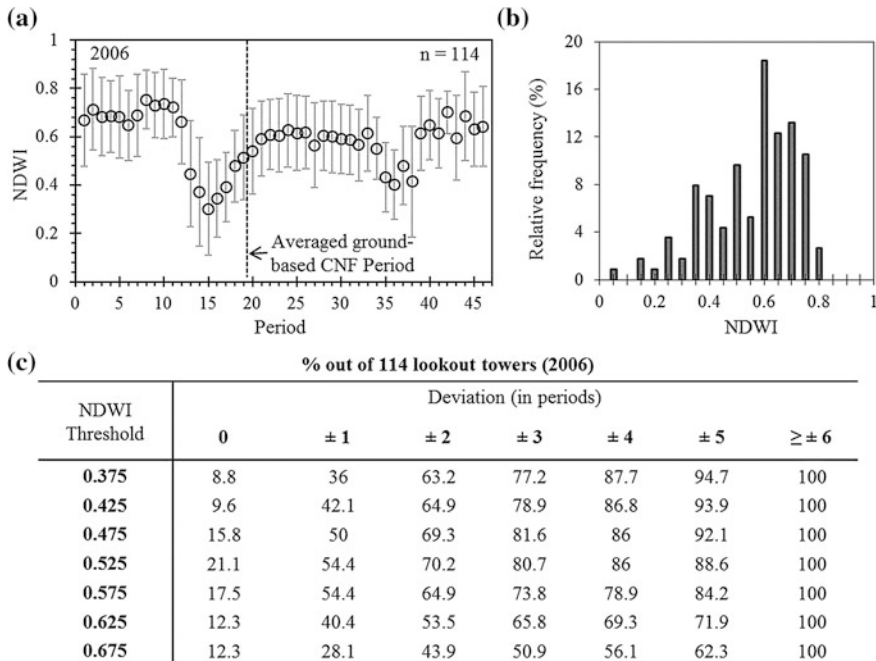 (a)
2006
n = 114
1
0.8
0.6
0.4
0.2
0
NDWI
Averaged ground-
based CNF Period
0 5 10 15 20 25 30 35 40 45
Period
(b)
20
16
12
8
4
0
Relative frequency (%)
0 0.2 0.4 0.6 0.8 1
NDWI
(c)
% out of 114 lookout towers (2006)
NDWI
Threshold
Deviation (in periods)
0 ± 1 ± 2 ± 3 ± 4 ± 5 ≥ ± 6
0.375 8.8 36 63.2 77.2 87.7 94.7 100
0.425 9.6 42.1 64.9 78.9 86.8 93.9 100
0.475 15.8 50 69.3 81.6 86 92.1 100
0.525 21.1 54.4 70.2 80.7 86 88.6 100
0.575 17.5 54.4 64.9 73.8 78.9 84.2 100
0.625 12.3 40.4 53.5 65.8 69.3 71.9 100
0.675 12.3 28.1 43.9 50.9 56.1 62.3 100